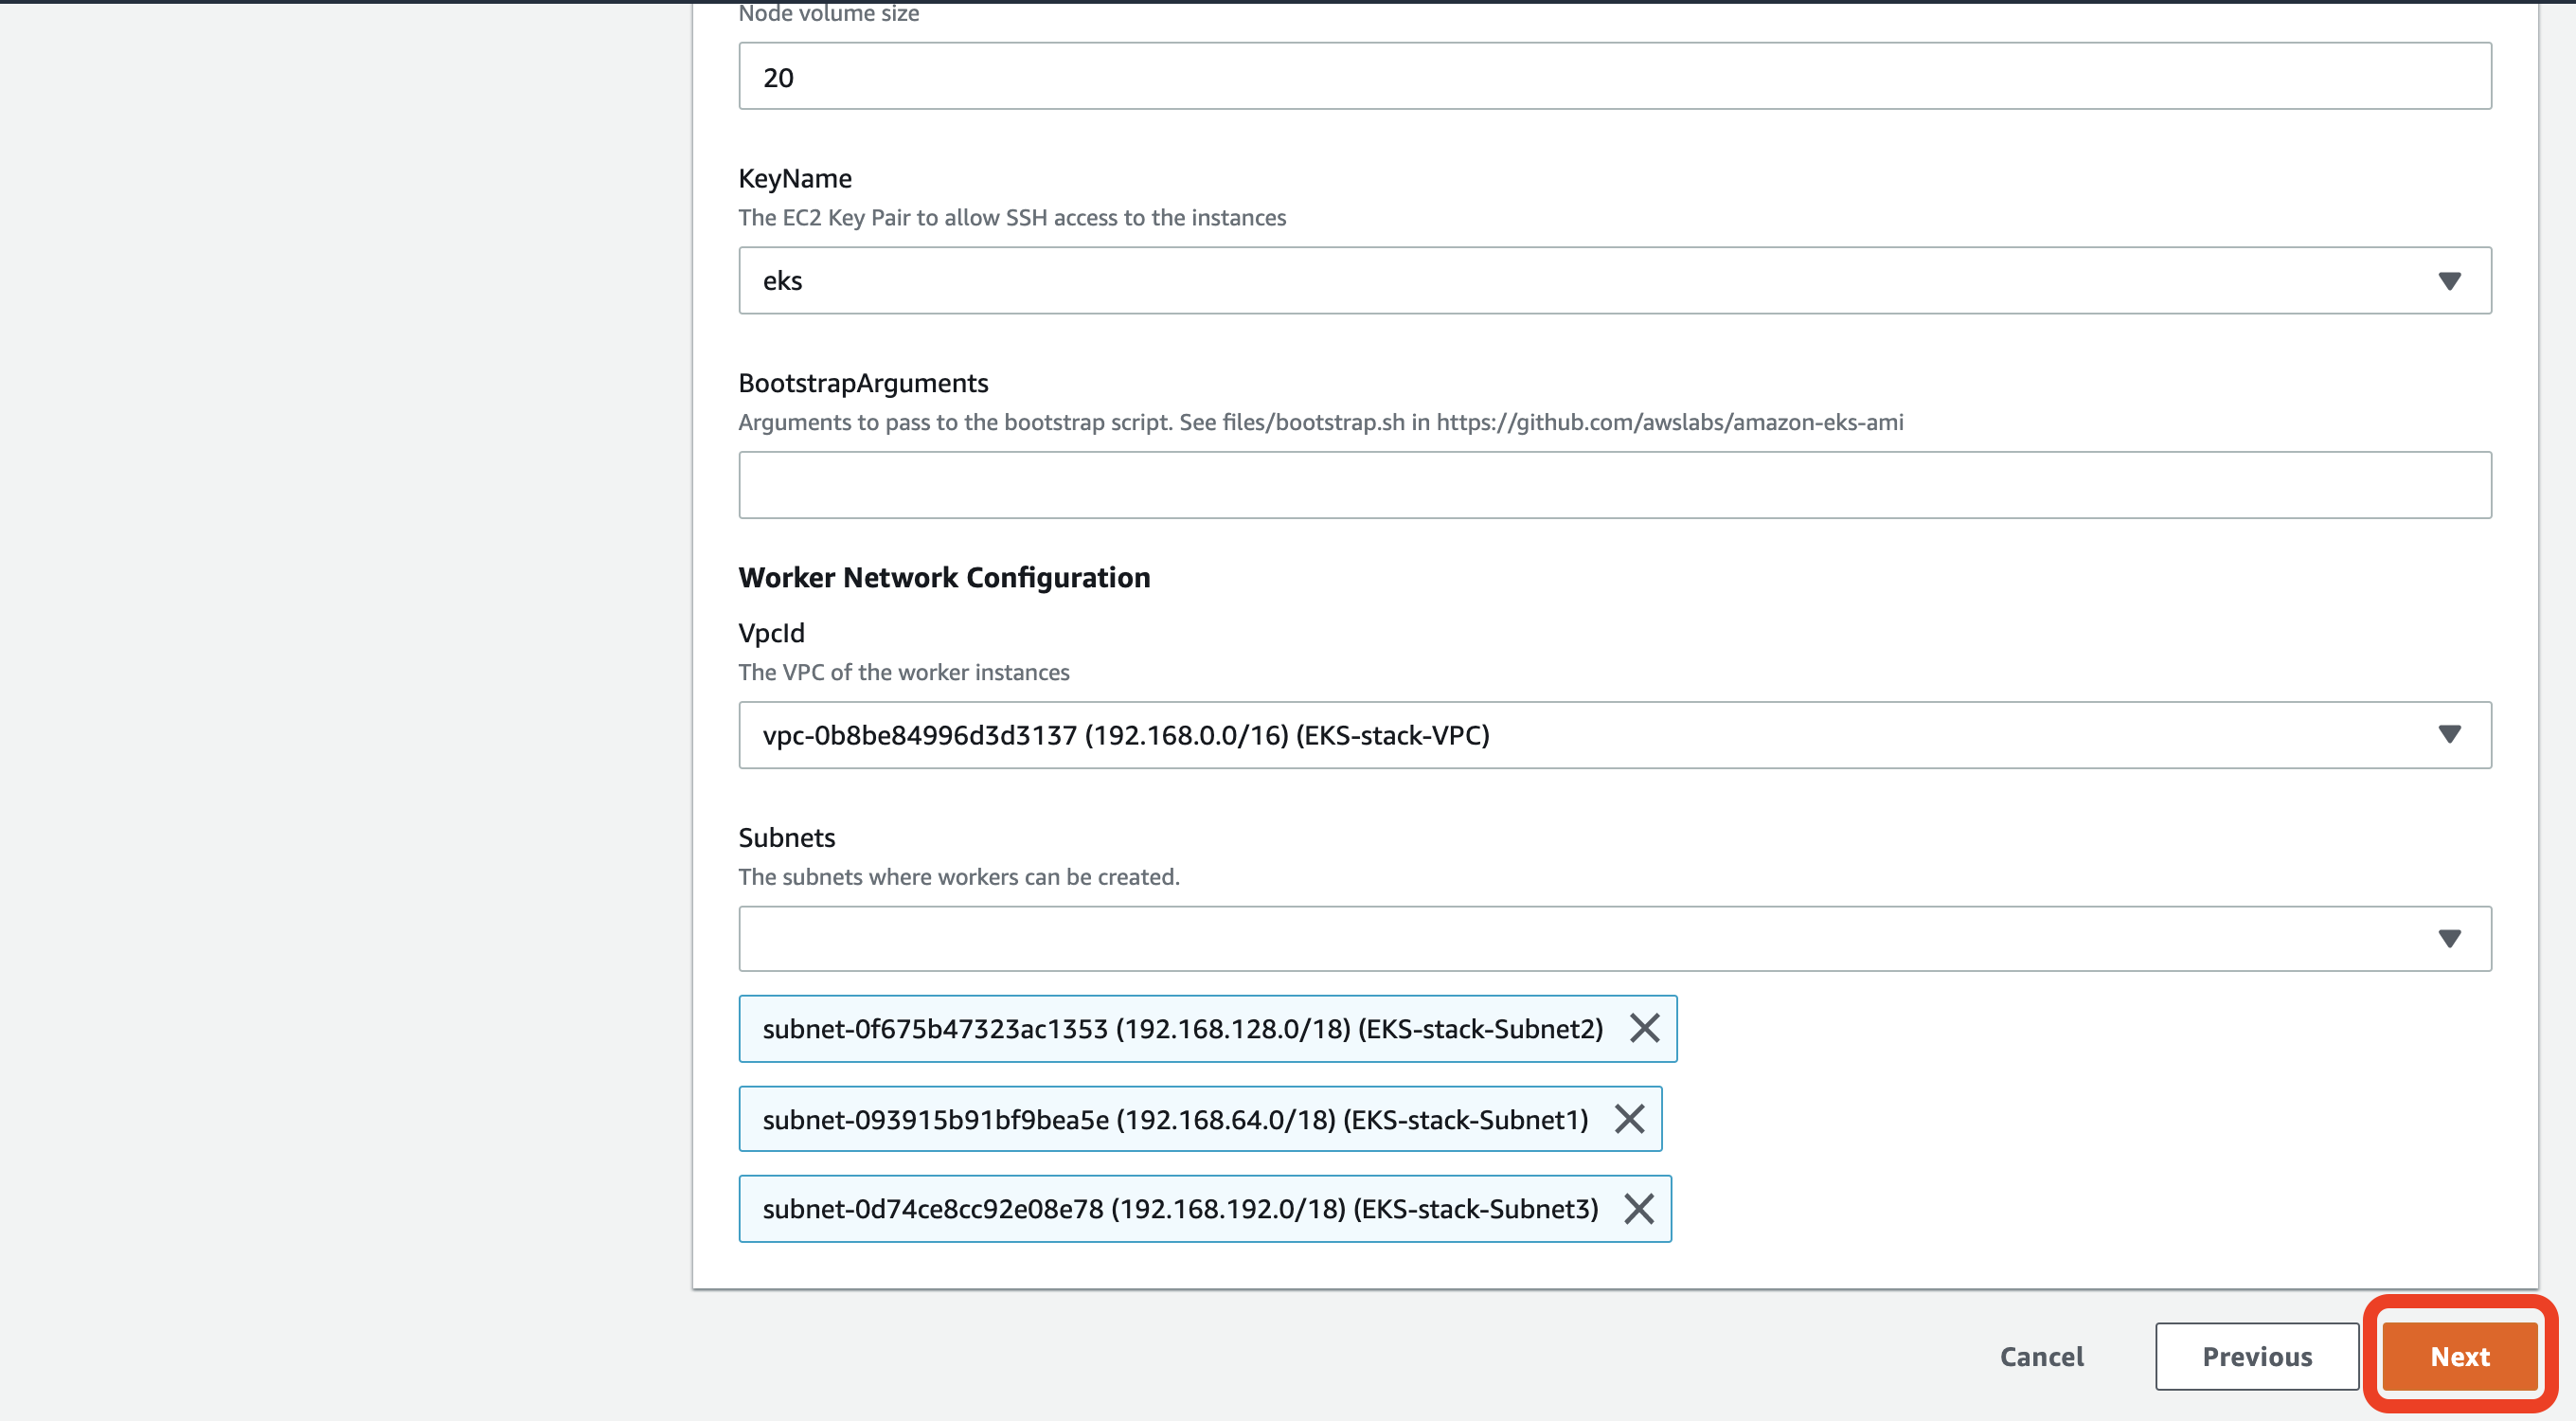 Node volume size
20
KeyName
The EC2 Key Pair to allow SSH access to the instances
eks
BootstrapArguments
Arguments to pass to the bootstrap script. See files/bootstrap.sh in https://github.com/awslabs/amazon-eks-ami
Worker Network Configuration
VpcId
The VPC of the worker instances
vpc-0b8be84996d3d3137 (192.168.0.0/16) (EKS-stack-VPC)
Subnets
The subnets where workers can be created.
subnet-0f675b47323ac1353 (192.168.128.0/18) (EKS-stack-Subnet2)
subnet-093915b91bf9bea5e (192.168.64.0/18) (EKS-stack-Subnet1)
subnet-0d74ce8cc92e08e78 (192.168.192.0/18) (EKS-stack-Subnet3)
Cancel
Previous
Next